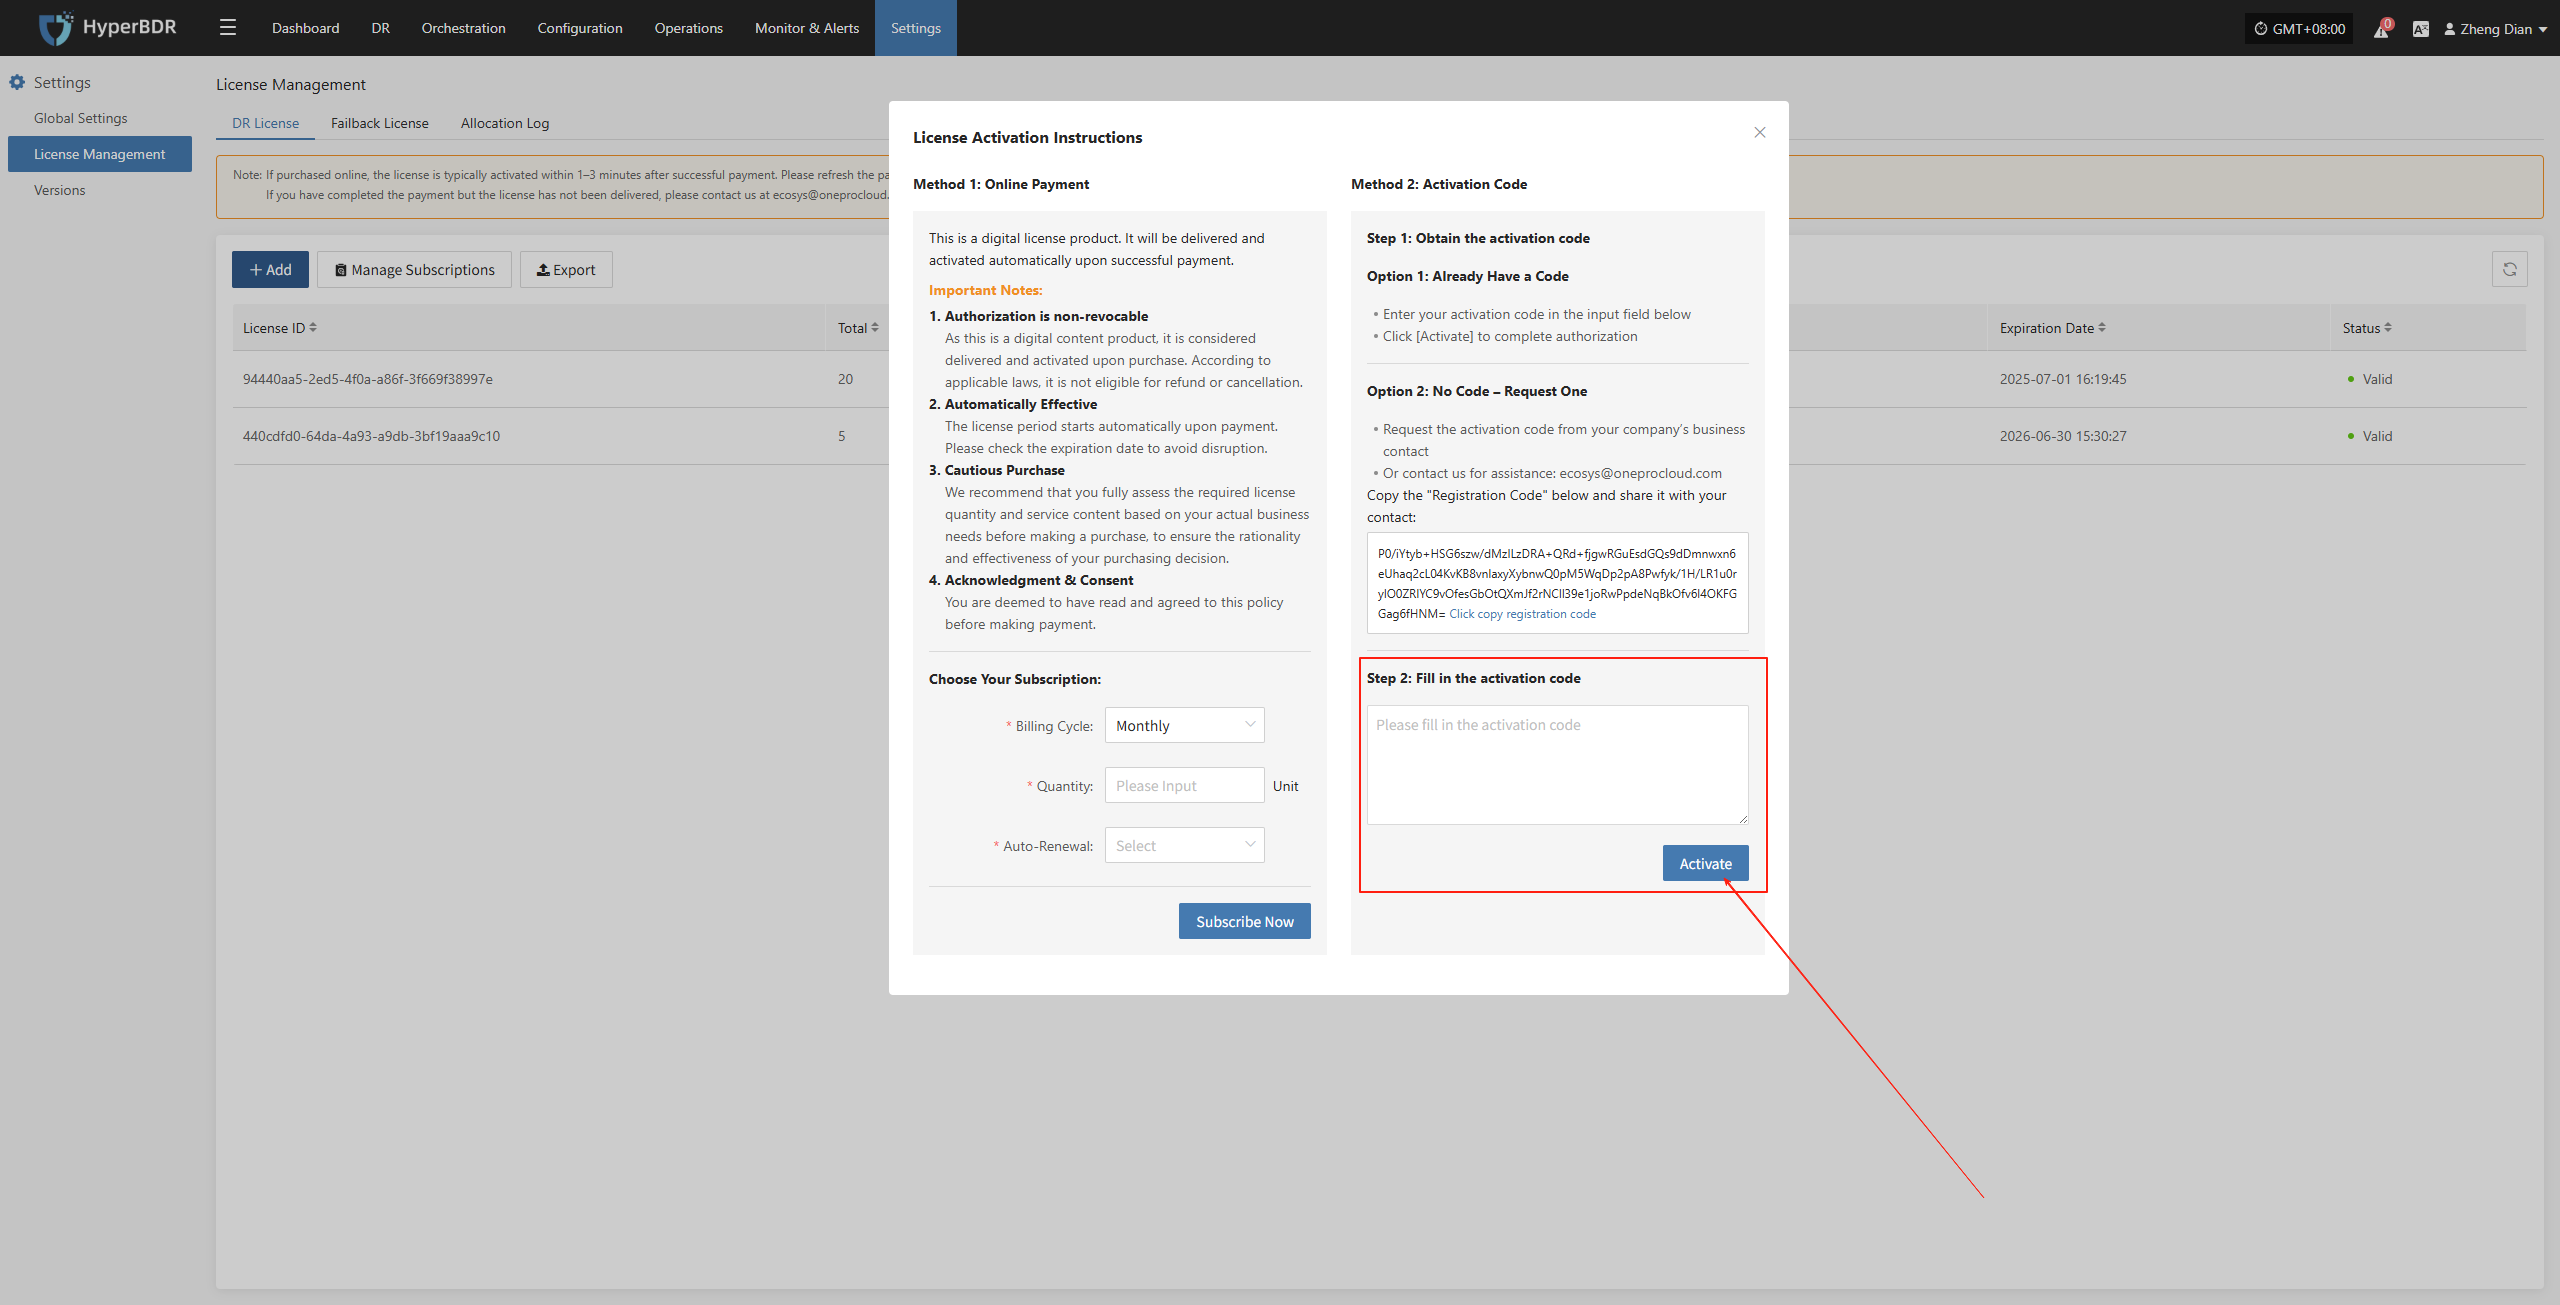 HyperBDR
Dashboard
DR
Orchestration
Configuration
Operations
Monitor & Alerts
Settings
GMT+08:00
0
Zheng Dian
Settings
Global Settings
License Management
Versions
License Management
DR License
Failback License
Allocation Log
Note: If purchased online, the license is typically activated within 1–3 minutes after successful payment. Please refresh the pa
If you have completed the payment but the license has not been delivered, please contact us at ecosys@oneprocloud.
Add
Manage Subscriptions
Export
License ID
Total
Expiration Date
Status
94440aa5-2ed5-4f0a-a86f-3f669f38997e
20
2025-07-01 16:19:45
Valid
440cdfd0-64da-4a93-a9db-3bf19aaa9c10
5
2026-06-30 15:30:27
Valid
License Activation Instructions
Method 1: Online Payment
This is a digital license product. It will be delivered and
activated automatically upon successful payment.
Important Notes:
1. Authorization is non-revocable
As this is a digital content product, it is considered
delivered and activated upon purchase. According to
applicable laws, it is not eligible for refund or cancellation.
2. Automatically Effective
The license period starts automatically upon payment.
Please check the expiration date to avoid disruption.
3. Cautious Purchase
We recommend that you fully assess the required license
quantity and service content based on your actual business
needs before making a purchase, to ensure the rationality
and effectiveness of your purchasing decision.
4. Acknowledgment & Consent
You are deemed to have read and agreed to this policy
before making payment.
Choose Your Subscription:
* Billing Cycle: Monthly
* Quantity: Please Input Unit
* Auto-Renewal: Select
Subscribe Now
Method 2: Activation Code
Step 1: Obtain the activation code
Option 1: Already Have a Code
• Enter your activation code in the input field below
• Click [Activate] to complete authorization
Option 2: No Code – Request One
• Request the activation code from your company's business
contact
• Or contact us for assistance: ecosys@oneprocloud.com
Copy the "Registration Code" below and share it with your
contact:
P0/iYtyb+HSG6szw/dMzILzDRA+QRd+fjgwRGuEsdGQs9dDmnwxn6
eUhaq2cL04KvKB8vnlaxyXybnwQ0pM5WqDp2pA8Pwfyk/1H/LR1u0r
yIO0ZRIYC9vOfesGbOtQXmJf2rNCII39e1joRwPpdeNqBkOfv6I4OKFG
Gag6fHNM= Click copy registration code
Step 2: Fill in the activation code
Please fill in the activation code
Activate